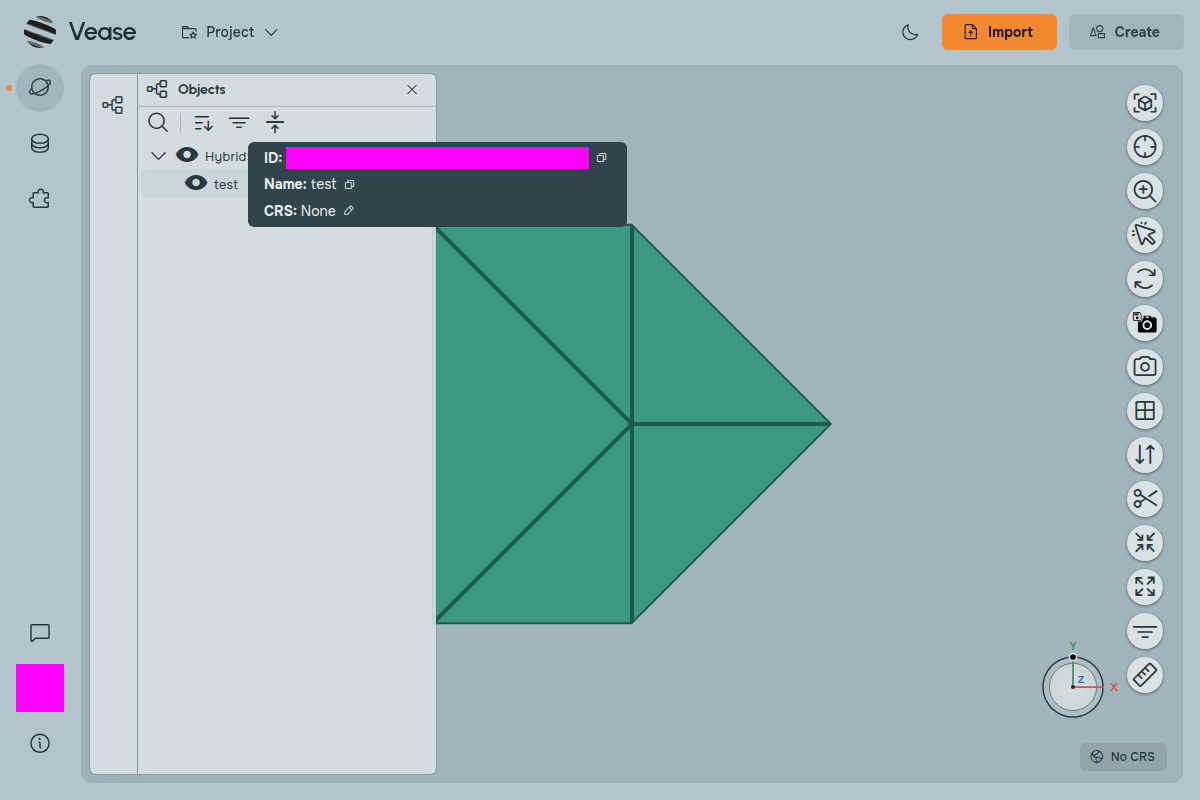 Vease
Project
Import
Create
Objects
Hybrid
test
ID:
Name: test
CRS: None
Y
Z
X
No CRS